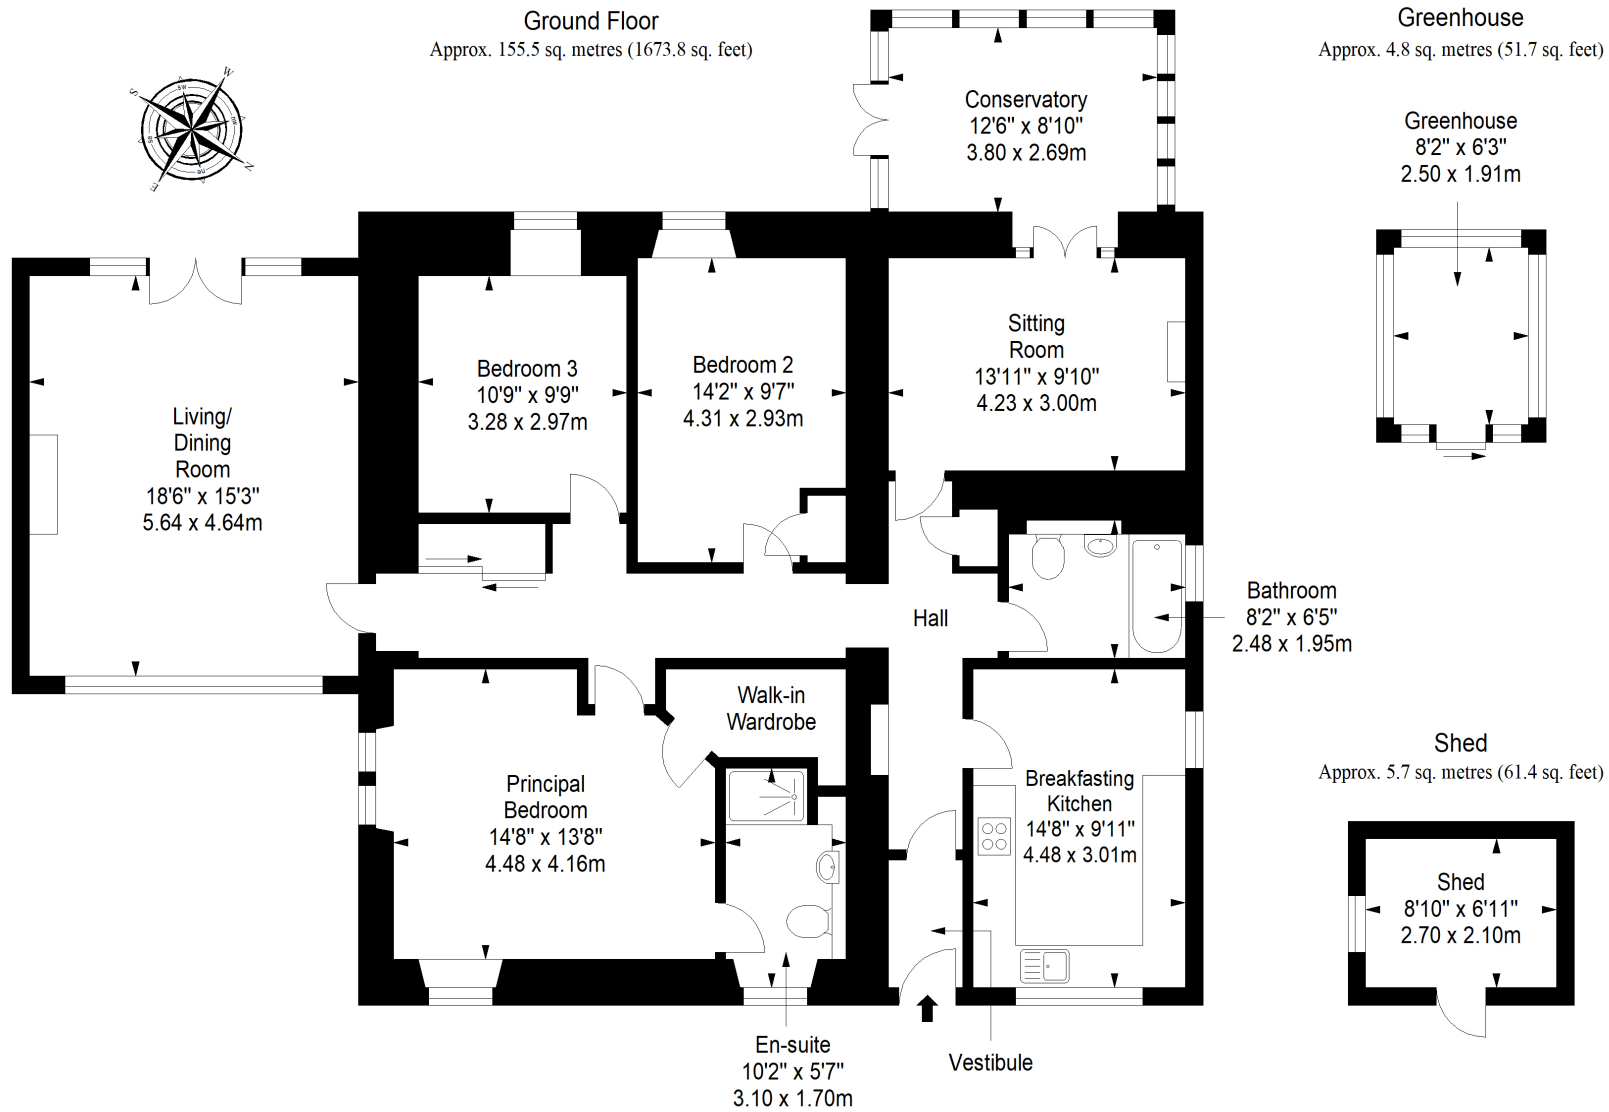 Ground Floor
Approx. 155.5 sq. metres (1673.8 sq. feet)
Greenhouse
Approx. 4.8 sq. metres (51.7 sq. feet)
W
S
N
E
sw
nw
se
ne
Conservatory
12'6" x 8'10"
3.80 x 2.69m
Greenhouse
8'2" x 6'3"
2.50 x 1.91m
Living/
Dining
Room
18'6" x 15'3"
5.64 x 4.64m
Bedroom 3
10'9" x 9'9"
3.28 x 2.97m
Bedroom 2
14'2" x 9'7"
4.31 x 2.93m
Sitting
Room
13'11" x 9'10"
4.23 x 3.00m
Hall
Bathroom
8'2" x 6'5"
2.48 x 1.95m
Walk-in
Wardrobe
Principal
Bedroom
14'8" x 13'8"
4.48 x 4.16m
Breakfasting
Kitchen
14'8" x 9'11"
4.48 x 3.01m
Shed
Approx. 5.7 sq. metres (61.4 sq. feet)
Shed
8'10" x 6'11"
2.70 x 2.10m
En-suite
10'2" x 5'7"
3.10 x 1.70m
Vestibule